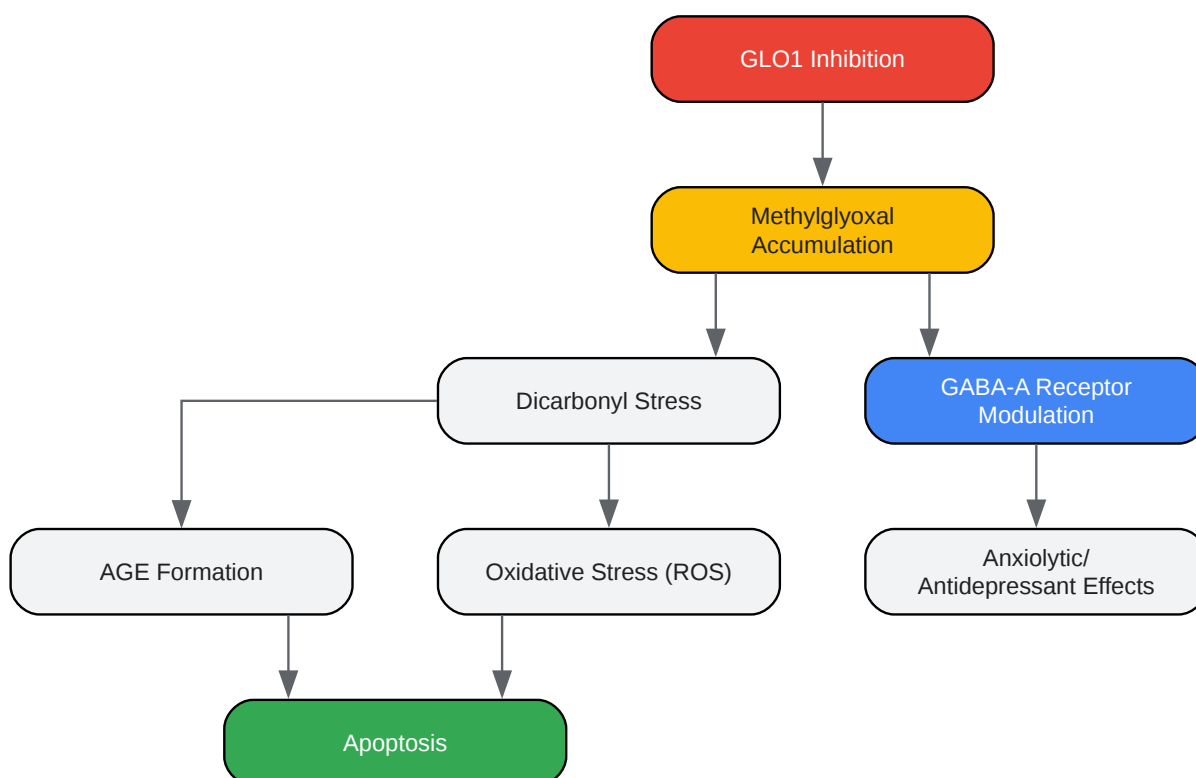 GLO1 Inhibition
Methylglyoxal
Accumulation
Dicarbonyl Stress
GABA-A Receptor
Modulation
AGE Formation
Oxidative Stress (ROS)
Anxiolytic/
Antidepressant Effects
Apoptosis